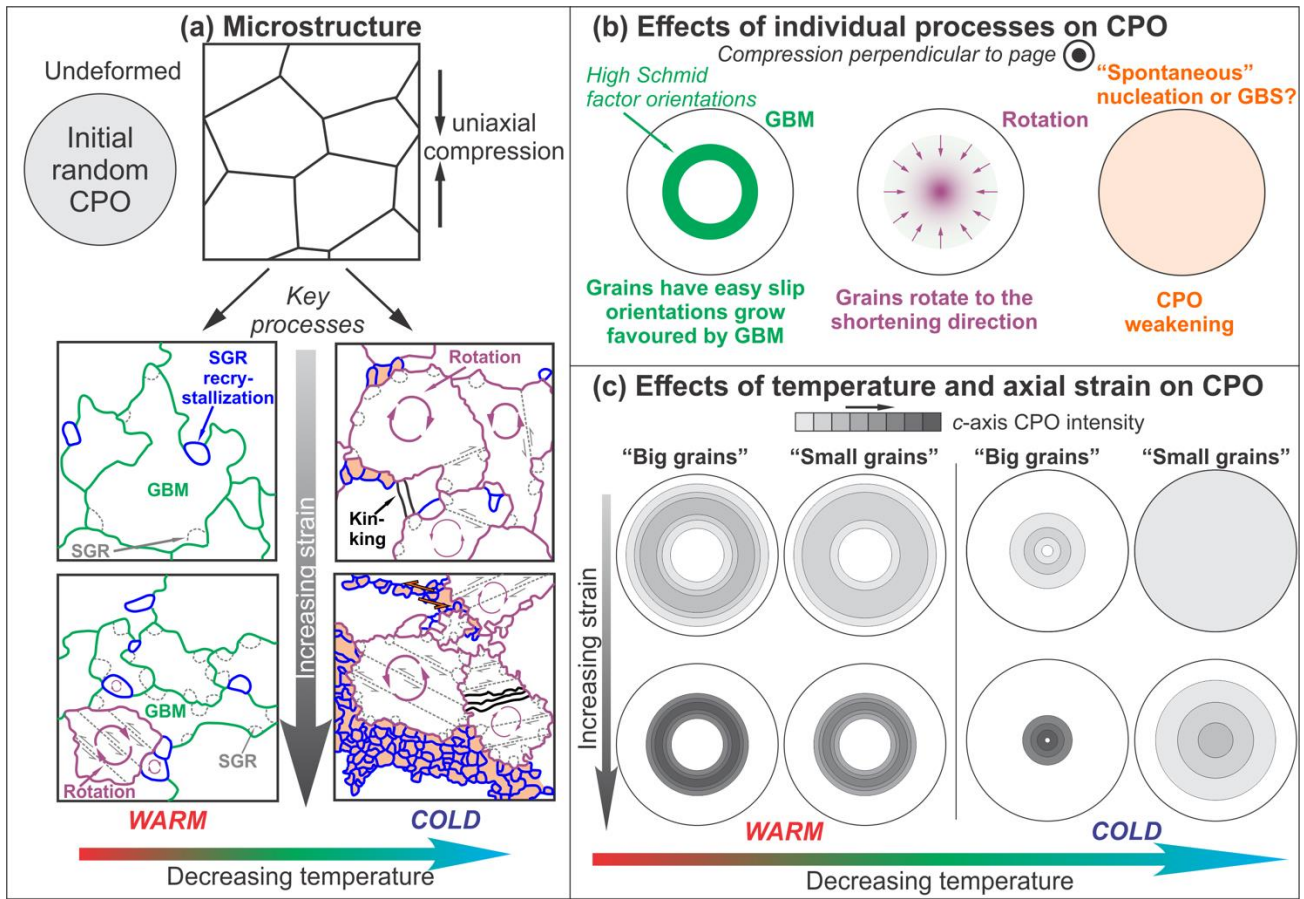 (a) Microstructure
Undeformed
Initial
random
CPO
uniaxial
compression
Key
processes
SGR
recry-
stallization
GBM
SGR
Rotation
Kin-
king
Increasing strain
GBM
SGR
Rotation
WARM
COLD
Decreasing temperature
(b) Effects of individual processes on CPO
Compression perpendicular to page
High Schmid
factor orientations
GBM
Rotation
“Spontaneous”
nucleation or GBS?
Grains have easy slip
orientations grow
favoured by GBM
Grains rotate to the
shortening direction
CPO
weakening
(c) Effects of temperature and axial strain on CPO
c-axis CPO intensity
“Big grains”
“Small grains”
“Big grains”
“Small grains”
Increasing strain
WARM
COLD
Decreasing temperature